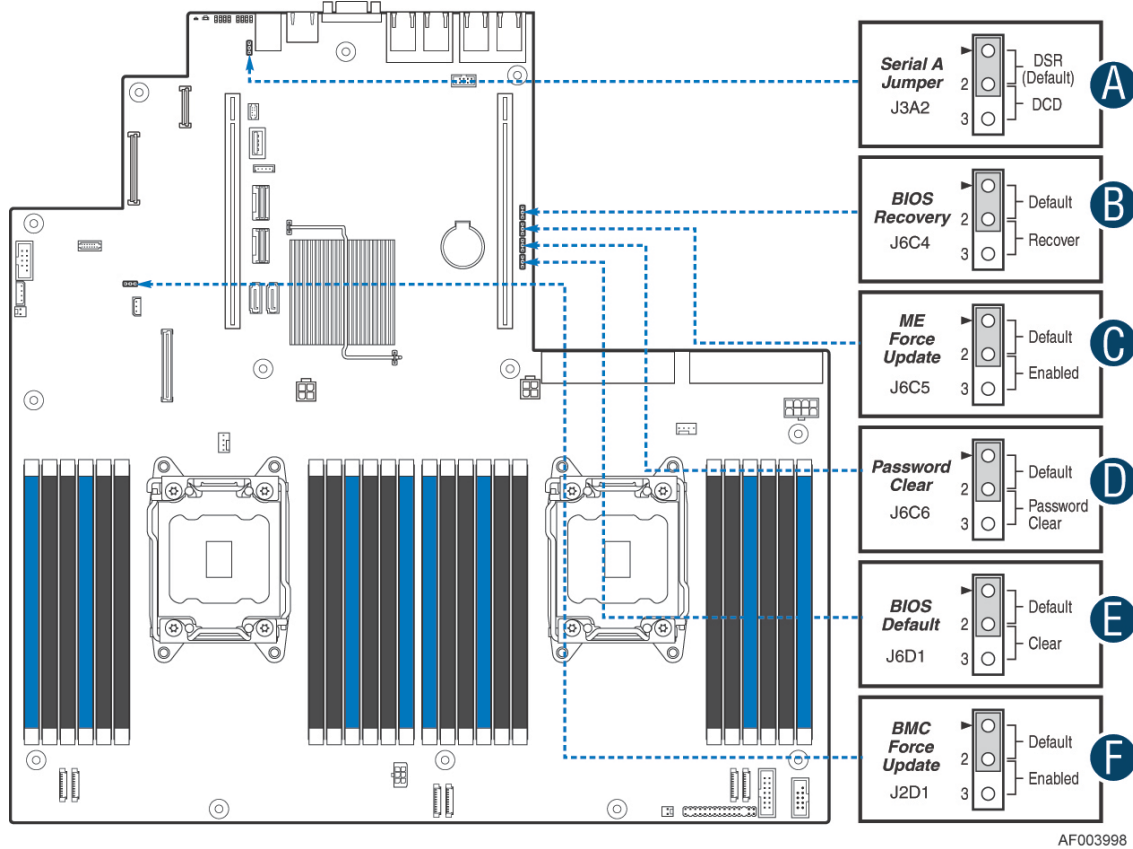 Serial A
Jumper
J3A2
2
3
DSR
(Default)
DCD
A
BIOS
Recovery
J6C4
2
3
Default
Recover
B
ME
Force
Update
J6C5
2
3
Default
Enabled
C
Password
Clear
J6C6
2
3
Default
Password
Clear
D
BIOS
Default
J6D1
2
3
Default
Clear
E
BMC
Force
Update
J2D1
2
3
Default
Enabled
F
AF003998